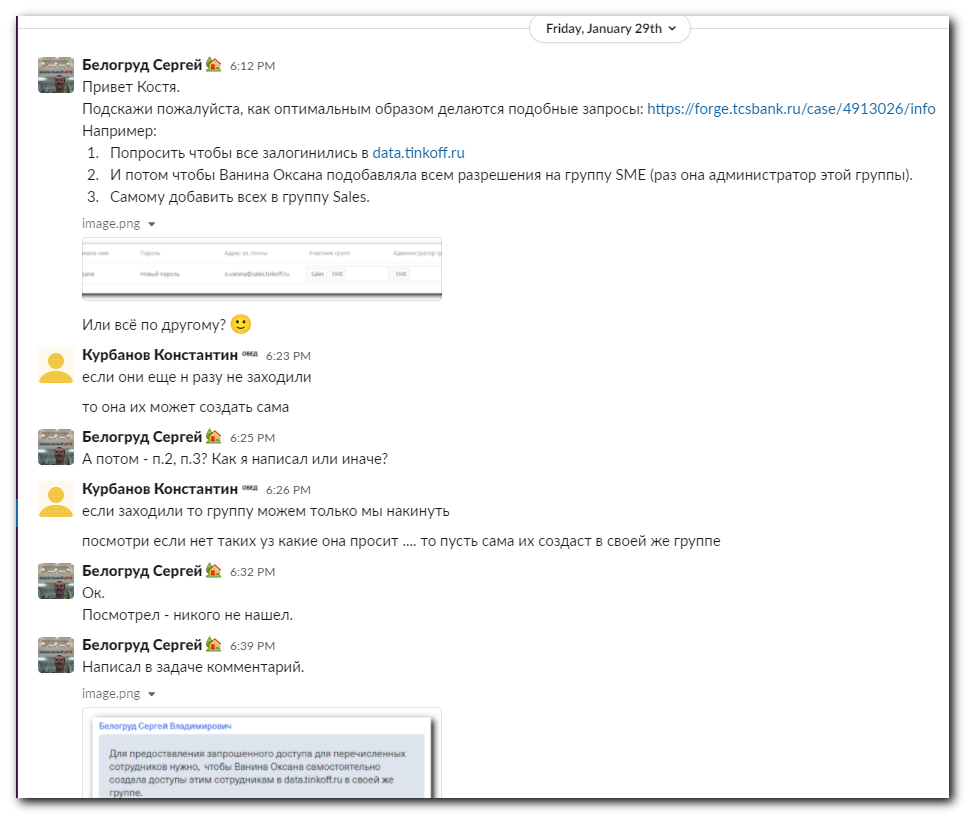 Friday, January 29th
Белогруд Сергей 6:12 PM
Привет Костя.
Подскажи пожалуйста, как оптимальным образом делаются подобные запросы: https://forge.tcsbank.ru/case/4913026/info
Например:
1. Попросить чтобы все залогинились в data.tinkoff.ru
2. И потом чтобы Ванина Оксана подобавляла всем разрешения на группу SME (раз она администратор этой группы).
3. Самому добавить всех в группу Sales.
image.png
Пароль Адрес эл. почты Участник групп Администратор гр
Новый пароль o.vanina@sales.tinkoff.ru Sales SME SME
Или всё по другому?
Курбанов Константин ОБЕД 6:23 PM
если они еще н разу не заходили
то она их может создать сама
Белогруд Сергей 6:25 PM
А потом - п.2, п.3? Как я написал или иначе?
Курбанов Константин ОБЕД 6:26 PM
если заходили то группу можем только мы накинуть
посмотри если нет таких уз какие она просит .... то пусть сама их создаст в своей же группе
Белогруд Сергей 6:32 PM
Ок.
Посмотрел - никого не нашел.
Белогруд Сергей 6:39 PM
Написал в задаче комментарий.
image.png
Белогруд Сергей Владимирович
Для предоставления запрошенного доступа для перечисленных
сотрудников нужно, чтобы Ванина Оксана самостоятельно
создала доступы этим сотрудникам в data.tinkoff.ru в своей же
группе.